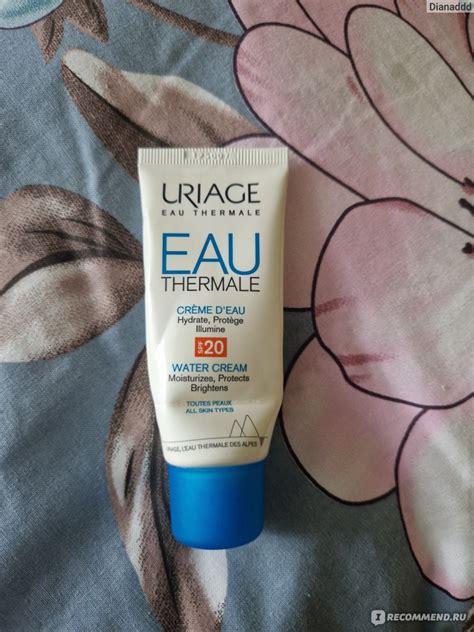 Dianaddd
URIAGE
EAU THERMALE
EAU
THERMALE
CRÈME D'EAU
Hydrate, Protège
Illumine
SPF 20
WATER CREAM
Moisturizes, Protects
Brightens
TOUTES PEAUX
ALL SKIN TYPES
URIAGE, L'EAU THERMALE DES ALPES
I RECOMMEND.RU